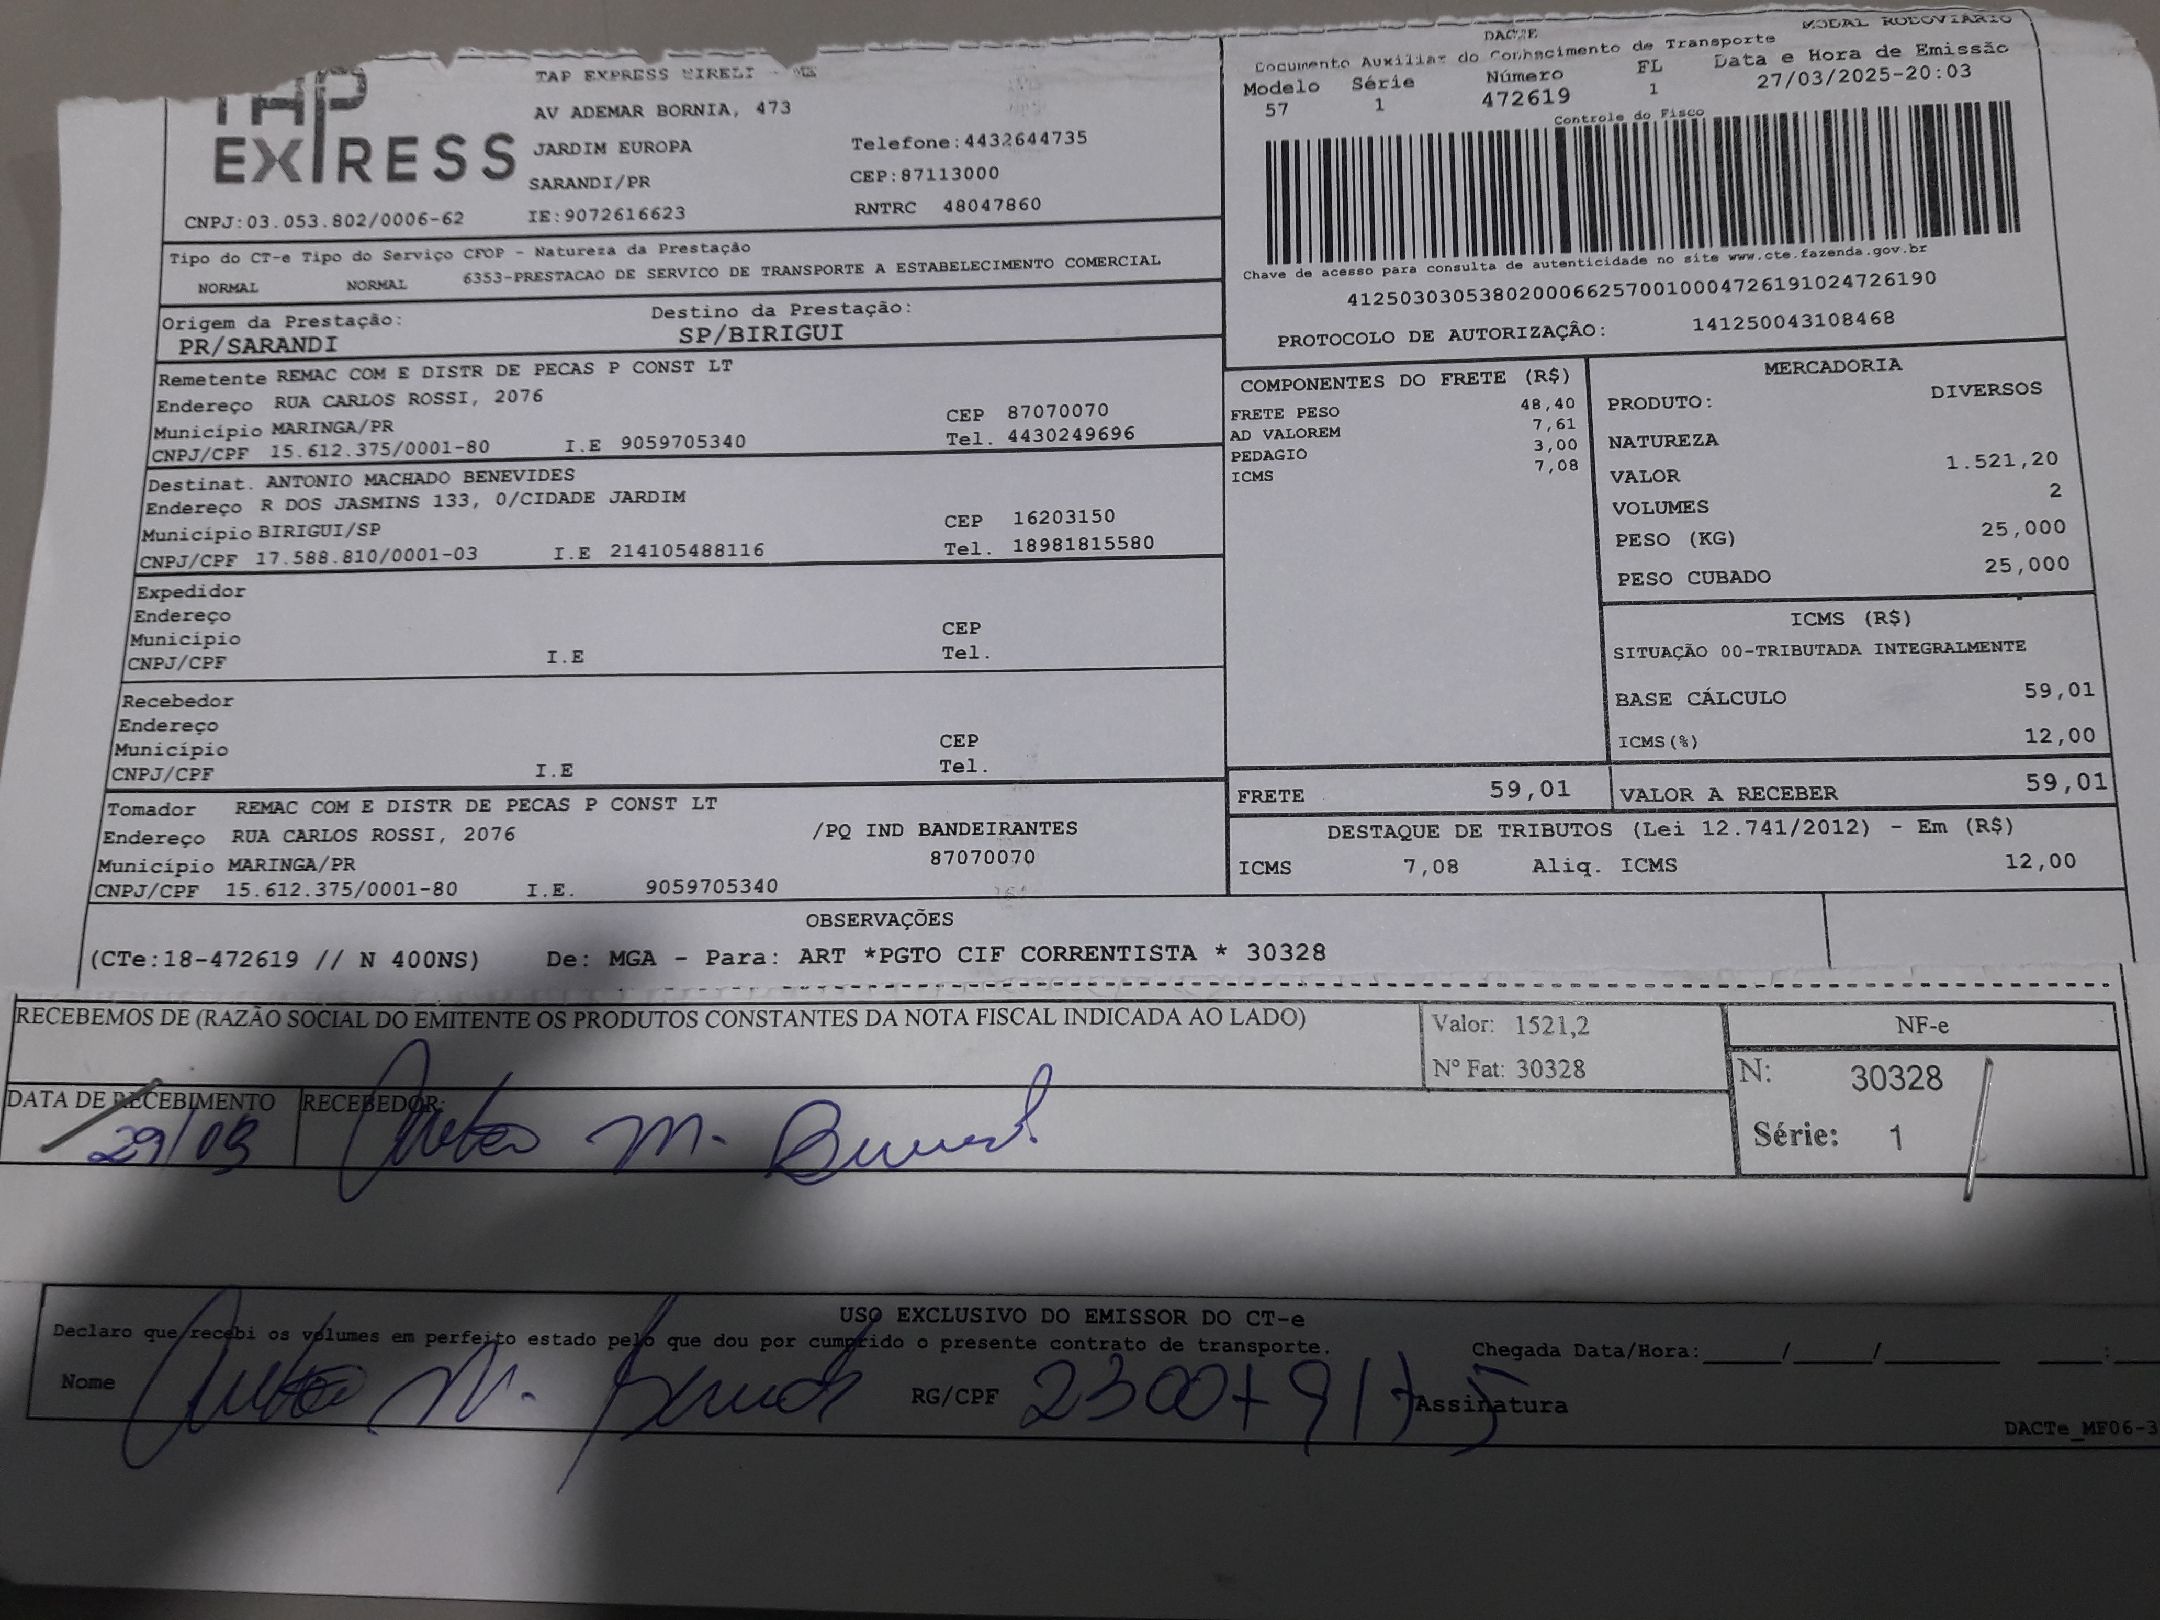 TAP
EXPRESS
CNPJ:03.053.802/0006-62
TAP EXPRESS EIRELI - ME
AV ADEMAR BORNIA, 473
JARDIM EUROPA
Telefone:4432644735
SARANDI/PR
CEP:87113000
IE:9072616623
RNTRC 48047860
MODAL RODOVIÁRIO
DACTE
Documento Auxiliar do Conhecimento de Transporte
Modelo Série Número FL Data e Hora de Emissão
57 1 472619 1 27/03/2025-20:03
Controle do Fisco
Chave de acesso para consulta de autenticidade no site www.cte.fazenda.gov.br
41250303053802000662570010004726191024726190
PROTOCOLO DE AUTORIZAÇÃO: 141250043108468
Tipo do CT-e Tipo do Serviço CFOP - Natureza da Prestação
NORMAL NORMAL 6353-PRESTACAO DE SERVICO DE TRANSPORTE A ESTABELECIMENTO COMERCIAL
Origem da Prestação: Destino da Prestação:
PR/SARANDI SP/BIRIGUI
Remetente REMAC COM E DISTR DE PECAS P CONST LT
Endereço RUA CARLOS ROSSI, 2076
Município MARINGA/PR CEP 87070070
CNPJ/CPF 15.612.375/0001-80 I.E 9059705340 Tel. 4430249696
Destinat. ANTONIO MACHADO BENEVIDES
Endereço R DOS JASMINS 133, 0/CIDADE JARDIM
Município BIRIGUI/SP CEP 16203150
CNPJ/CPF 17.588.810/0001-03 I.E 214105488116 Tel. 18981815580
Expedidor
Endereço
Município CEP
CNPJ/CPF I.E Tel.
Recebedor
Endereço
Município CEP
CNPJ/CPF I.E Tel.
Tomador REMAC COM E DISTR DE PECAS P CONST LT
Endereço RUA CARLOS ROSSI, 2076 /PQ IND BANDEIRANTES
Município MARINGA/PR 87070070
CNPJ/CPF 15.612.375/0001-80 I.E. 9059705340
COMPONENTES DO FRETE (R$)
FRETE PESO 48,40
AD VALOREM 7,61
PEDAGIO 3,00
ICMS 7,08
MERCADORIA
PRODUTO: DIVERSOS
NATUREZA
VALOR 1.521,20
VOLUMES 2
PESO (KG) 25,000
PESO CUBADO 25,000
ICMS (R$)
SITUAÇÃO 00-TRIBUTADA INTEGRALMENTE
BASE CÁLCULO 59,01
ICMS(%) 12,00
FRETE 59,01 VALOR A RECEBER 59,01
DESTAQUE DE TRIBUTOS (Lei 12.741/2012) - Em (R$)
ICMS 7,08 Aliq. ICMS 12,00
OBSERVAÇÕES
(CTe:18-472619 // N 400NS) De: MGA - Para: ART *PGTO CIF CORRENTISTA * 30328
RECEBEMOS DE (RAZÃO SOCIAL DO EMITENTE OS PRODUTOS CONSTANTES DA NOTA FISCAL INDICADA AO LADO)
Valor: 1521,2
Nº Fat: 30328
NF-e
N: 30328
Série: 1
DATA DE RECEBIMENTO RECEBEDOR:
29/03
USO EXCLUSIVO DO EMISSOR DO CT-e
Declaro que recebi os volumes em perfeito estado pelo que dou por cumprido o presente contrato de transporte.
Chegada Data/Hora:_____/_____/_________ _____:____
Nome RG/CPF Assinatura
DACTe_MF06-3